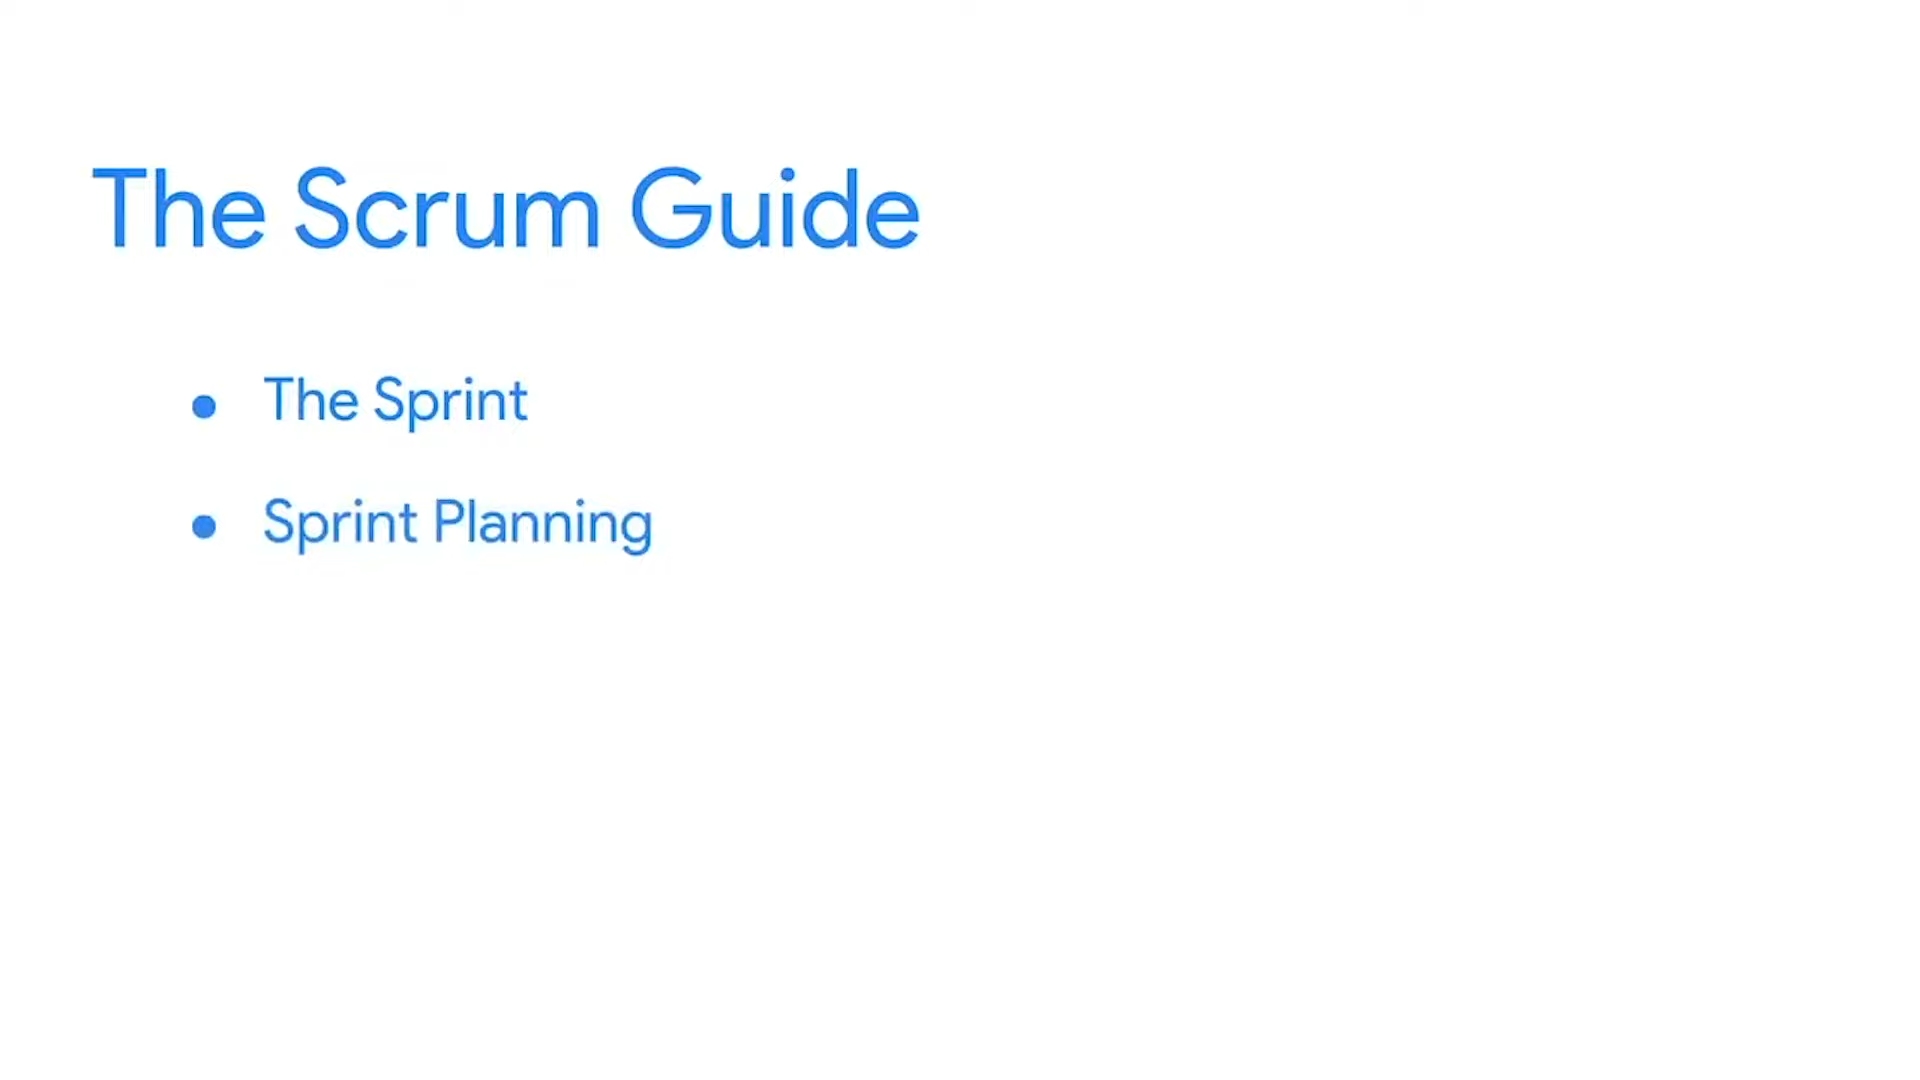 The Scrum Guide
• The Sprint
• Sprint Planning